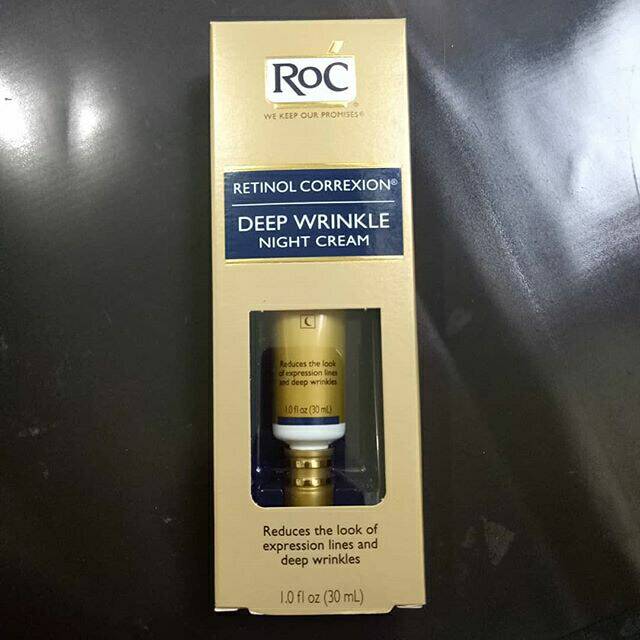 RoC
WE KEEP OUR PROMISES®
RETINOL CORREXION®
DEEP WRINKLE
NIGHT CREAM
Reduces the look
of expression lines
and deep wrinkles
1.0 fl oz (30 mL)
Reduces the look of
expression lines and
deep wrinkles
1.0 fl oz (30 mL)